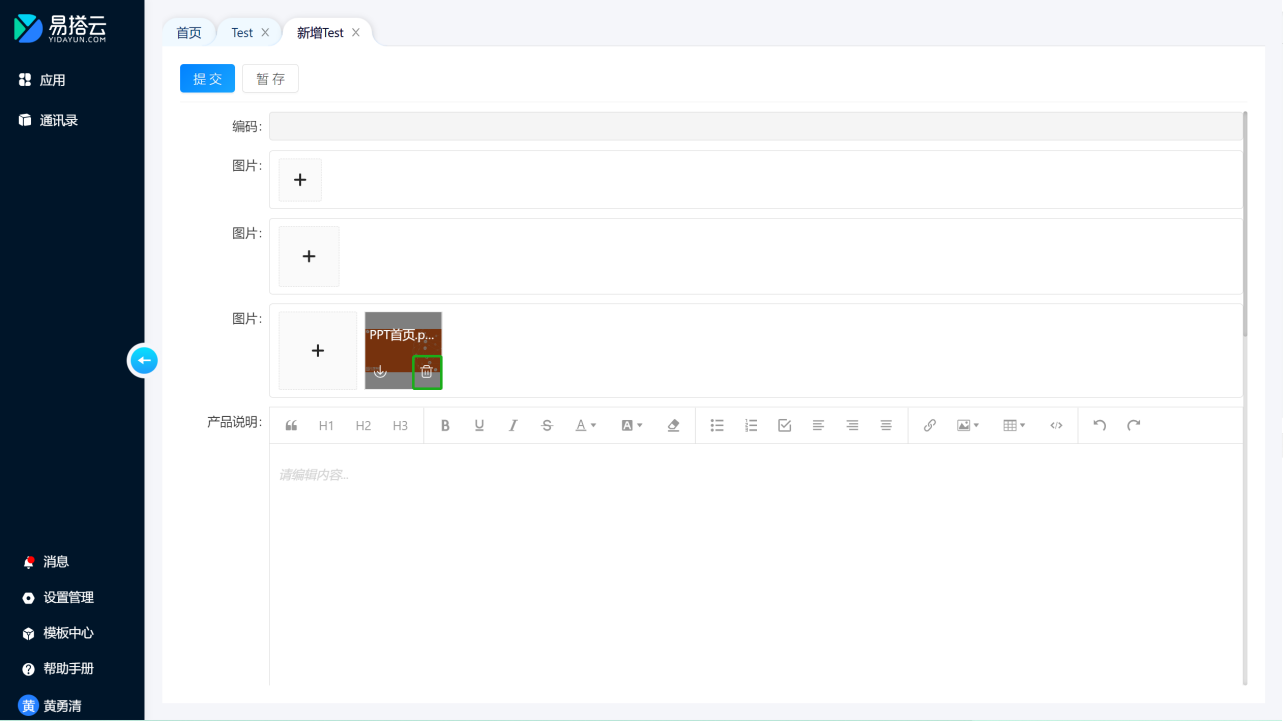 易搭云
YIDAYUN.COM
首页
Test
新增Test
应用
通讯录
提交
暂存
编码:
图片:
图片:
图片:
PPT首页.p...
产品说明:
H1 H2 H3 B U I S A A
请编辑内容...
消息
设置管理
模板中心
帮助手册
黄 黄勇清